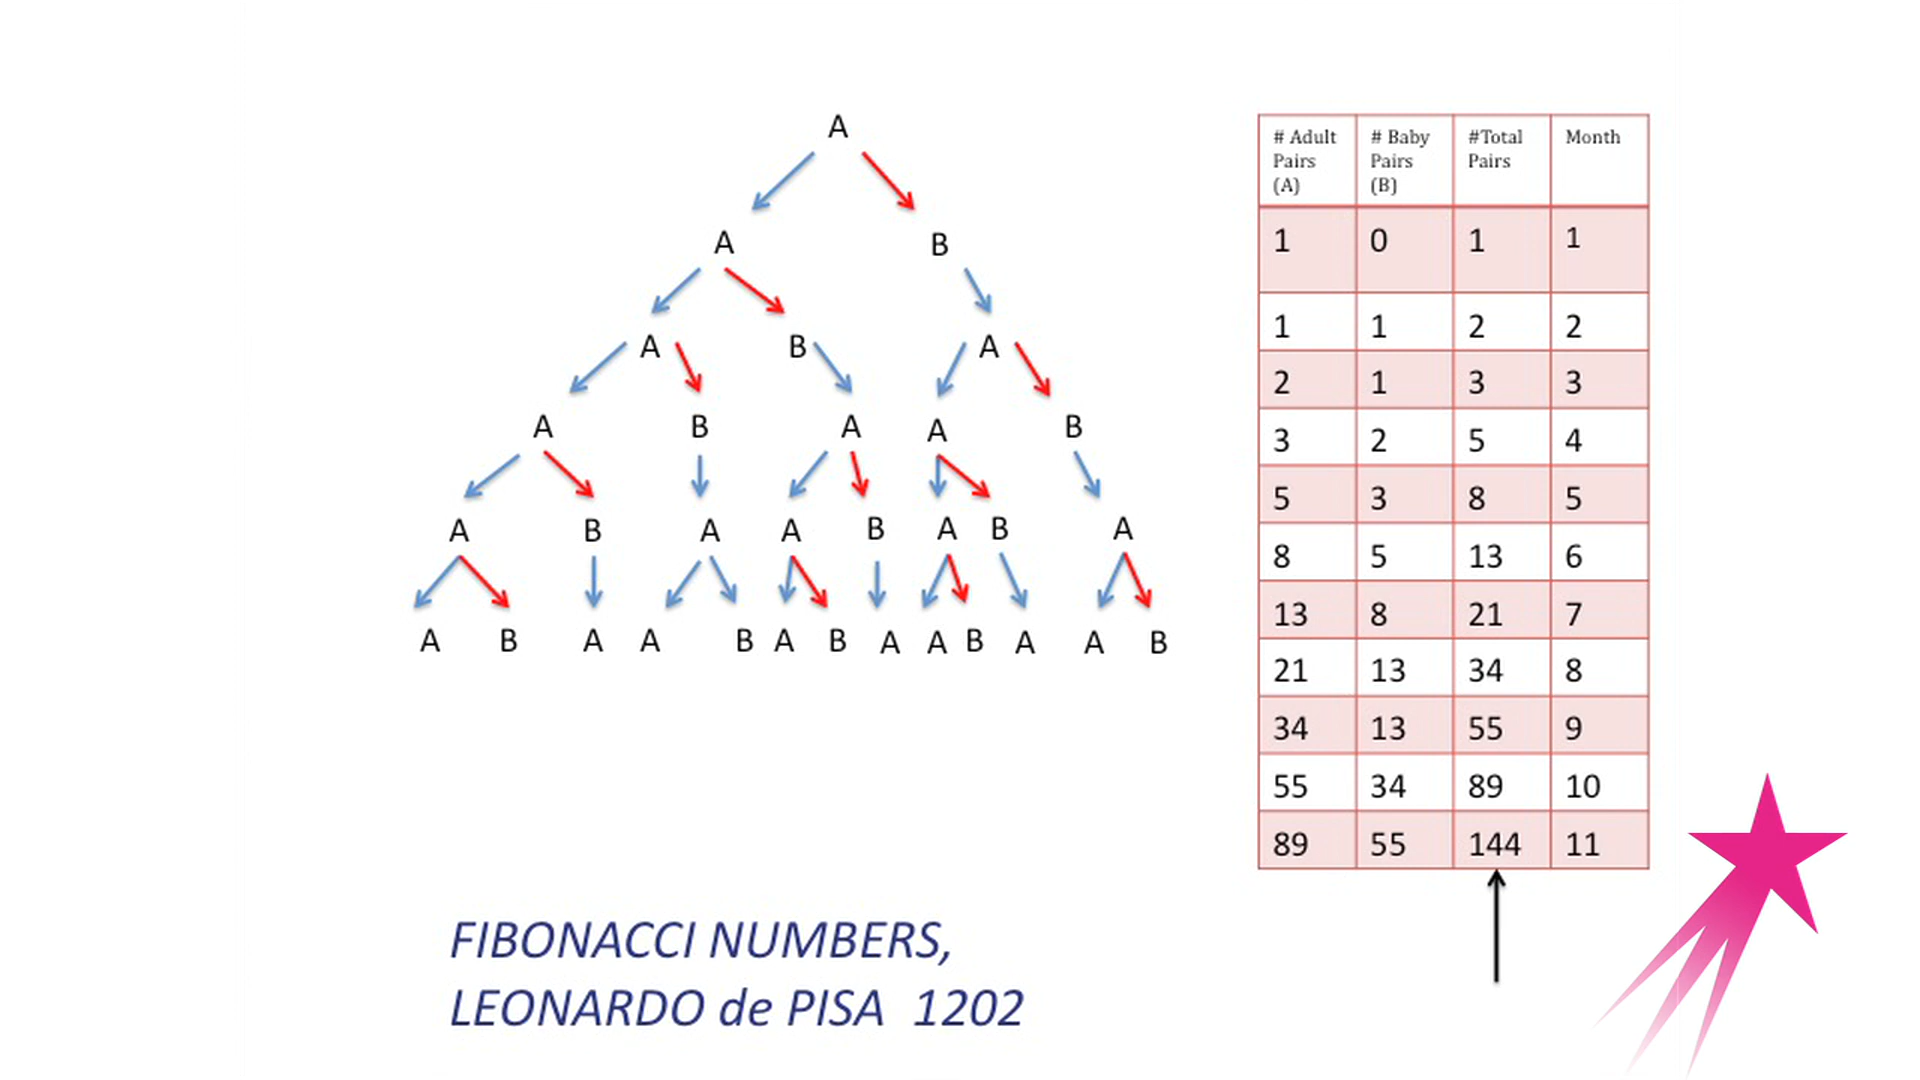 A
A B
A B A
A B A A B
A B A A B A B A
A B A A B A B A A B A A B
# Adult Pairs (A) # Baby Pairs (B) #Total Pairs Month
1 0 1 1
1 1 2 2
2 1 3 3
3 2 5 4
5 3 8 5
8 5 13 6
13 8 21 7
21 13 34 8
34 13 55 9
55 34 89 10
89 55 144 11
FIBONACCI NUMBERS,
LEONARDO de PISA 1202